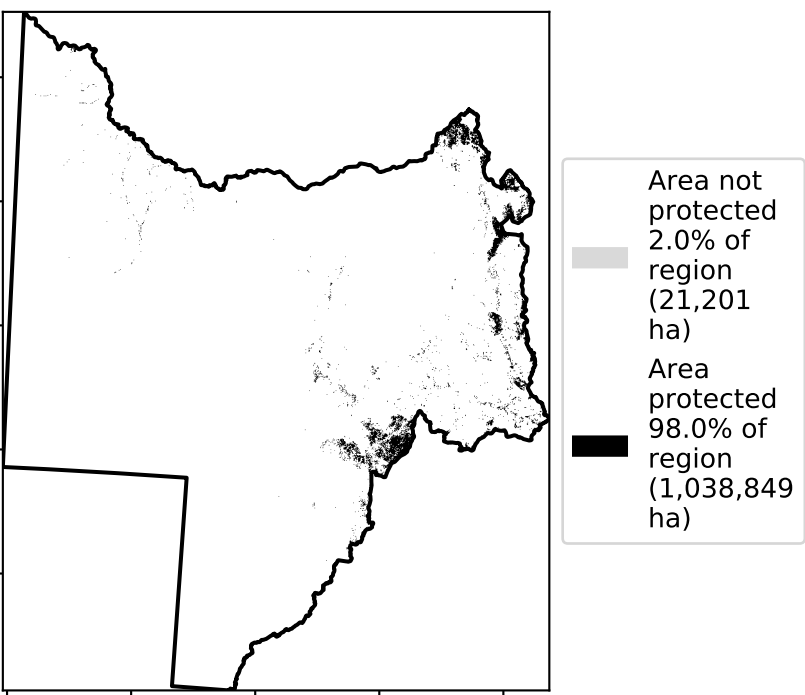 Area not
protected
2.0% of
region
(21,201
ha)
Area
protected
98.0% of
region
(1,038,849
ha)